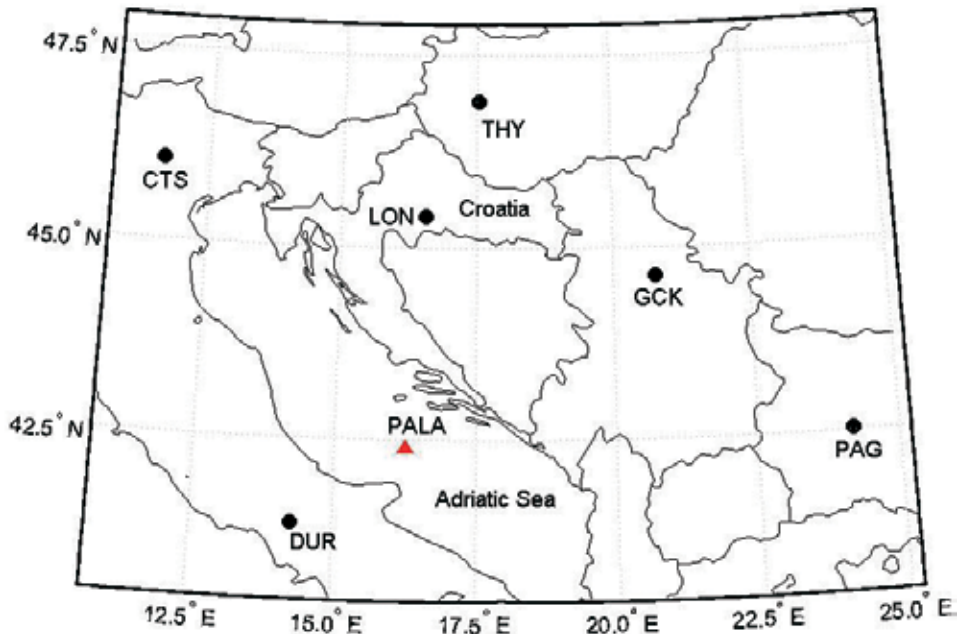 47.5° N
THY
CTS
LON
Croatia
45.0° N
GCK
42.5° N
PALA
PAG
Adriatic Sea
DUR
12.5° E
15.0° E
17.5° E
20.0° E
22.5° E
25.0° E